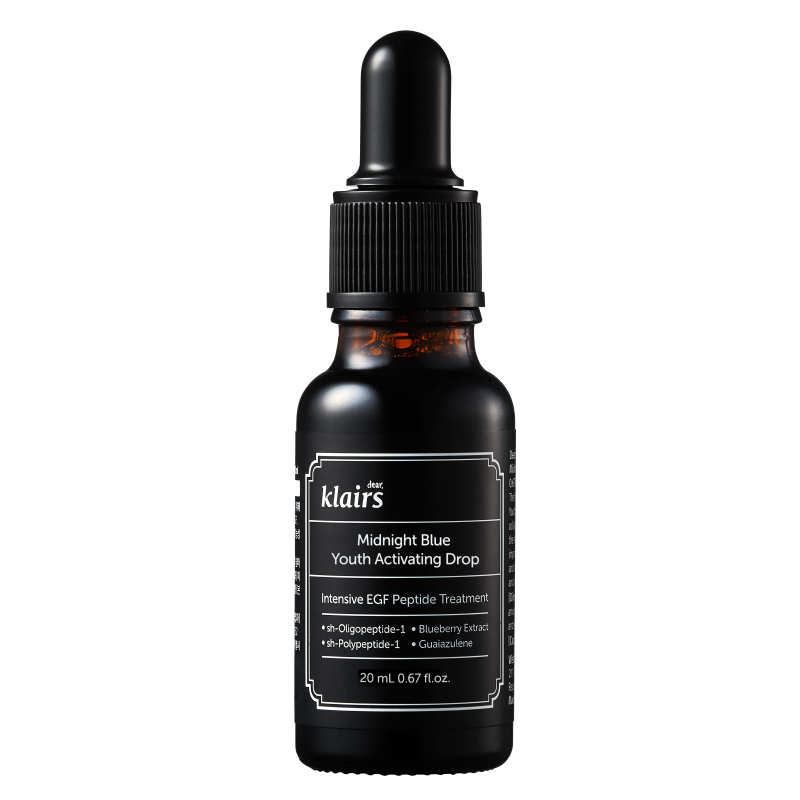 dear,
klairs
Midnight Blue
Youth Activating Drop
Intensive EGF Peptide Treatment
• sh-Oligopeptide-1 • Blueberry Extract
• sh-Polypeptide-1 • Guaiazulene
20 mL 0.67 fl.oz.